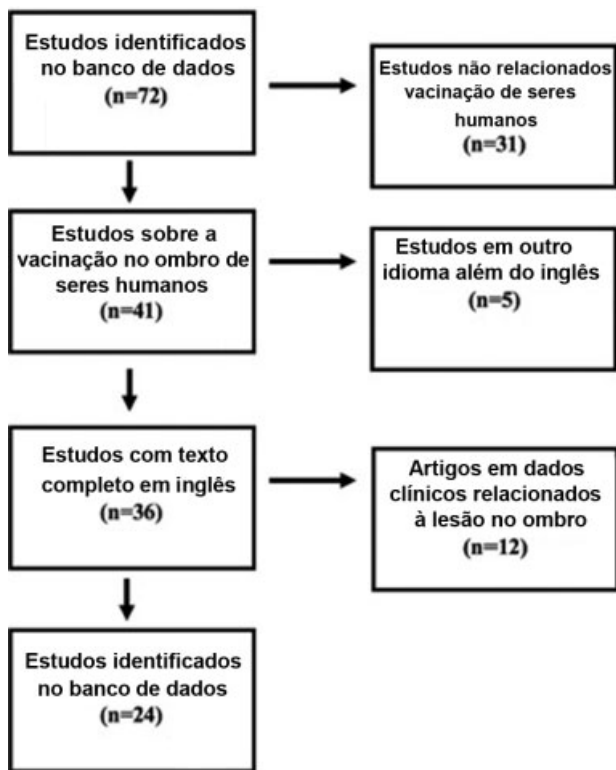 Estudos identificados
no banco de dados
(n=72)
Estudos não relacionados
vacinação de seres
humanos
(n=31)
Estudos sobre a
vacinação no ombro de
seres humanos
(n=41)
Estudos em outro
idioma além do inglês
(n=5)
Estudos com texto
completo em inglês
(n=36)
Artigos em dados
clínicos relacionados
à lesão no ombro
(n=12)
Estudos identificados
no banco de dados
(n=24)